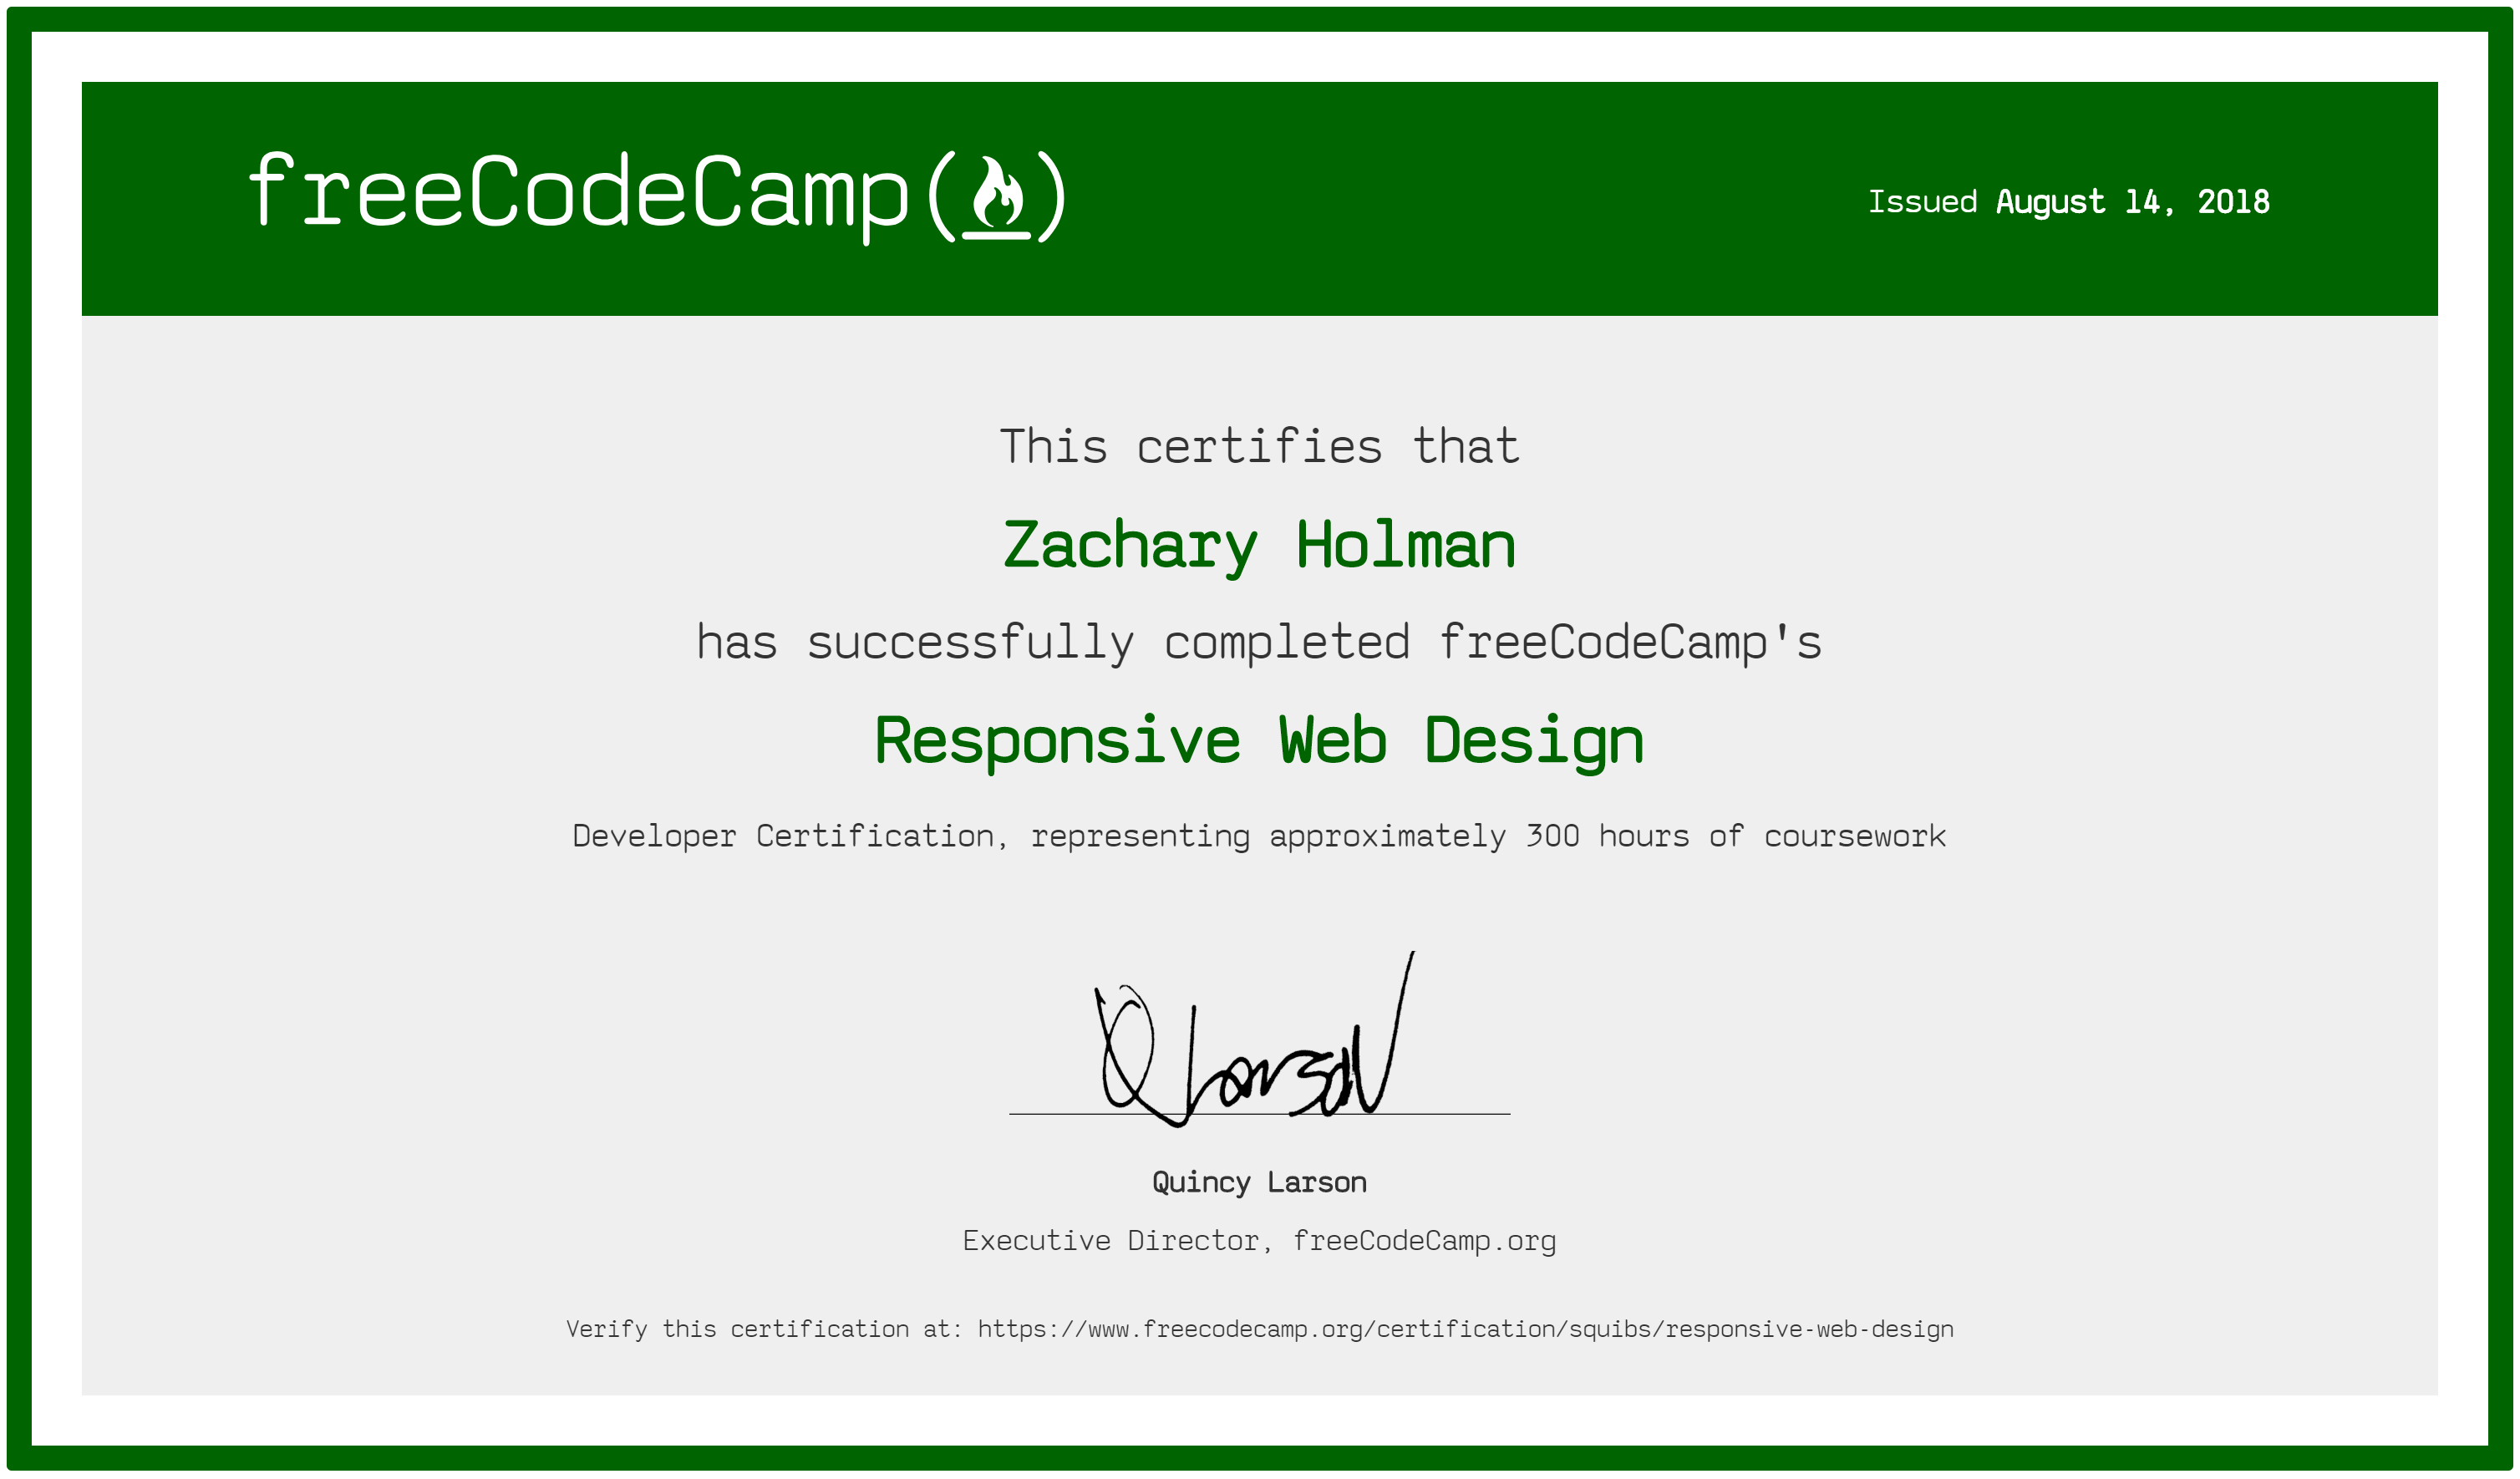 freeCodeCamp(🔥)
Issued August 14, 2018
This certifies that
Zachary Holman
has successfully completed freeCodeCamp's
Responsive Web Design
Developer Certification, representing approximately 300 hours of coursework
Q Larson
Quincy Larson
Executive Director, freeCodeCamp.org
Verify this certification at: https://www.freecodecamp.org/certification/squibs/responsive-web-design